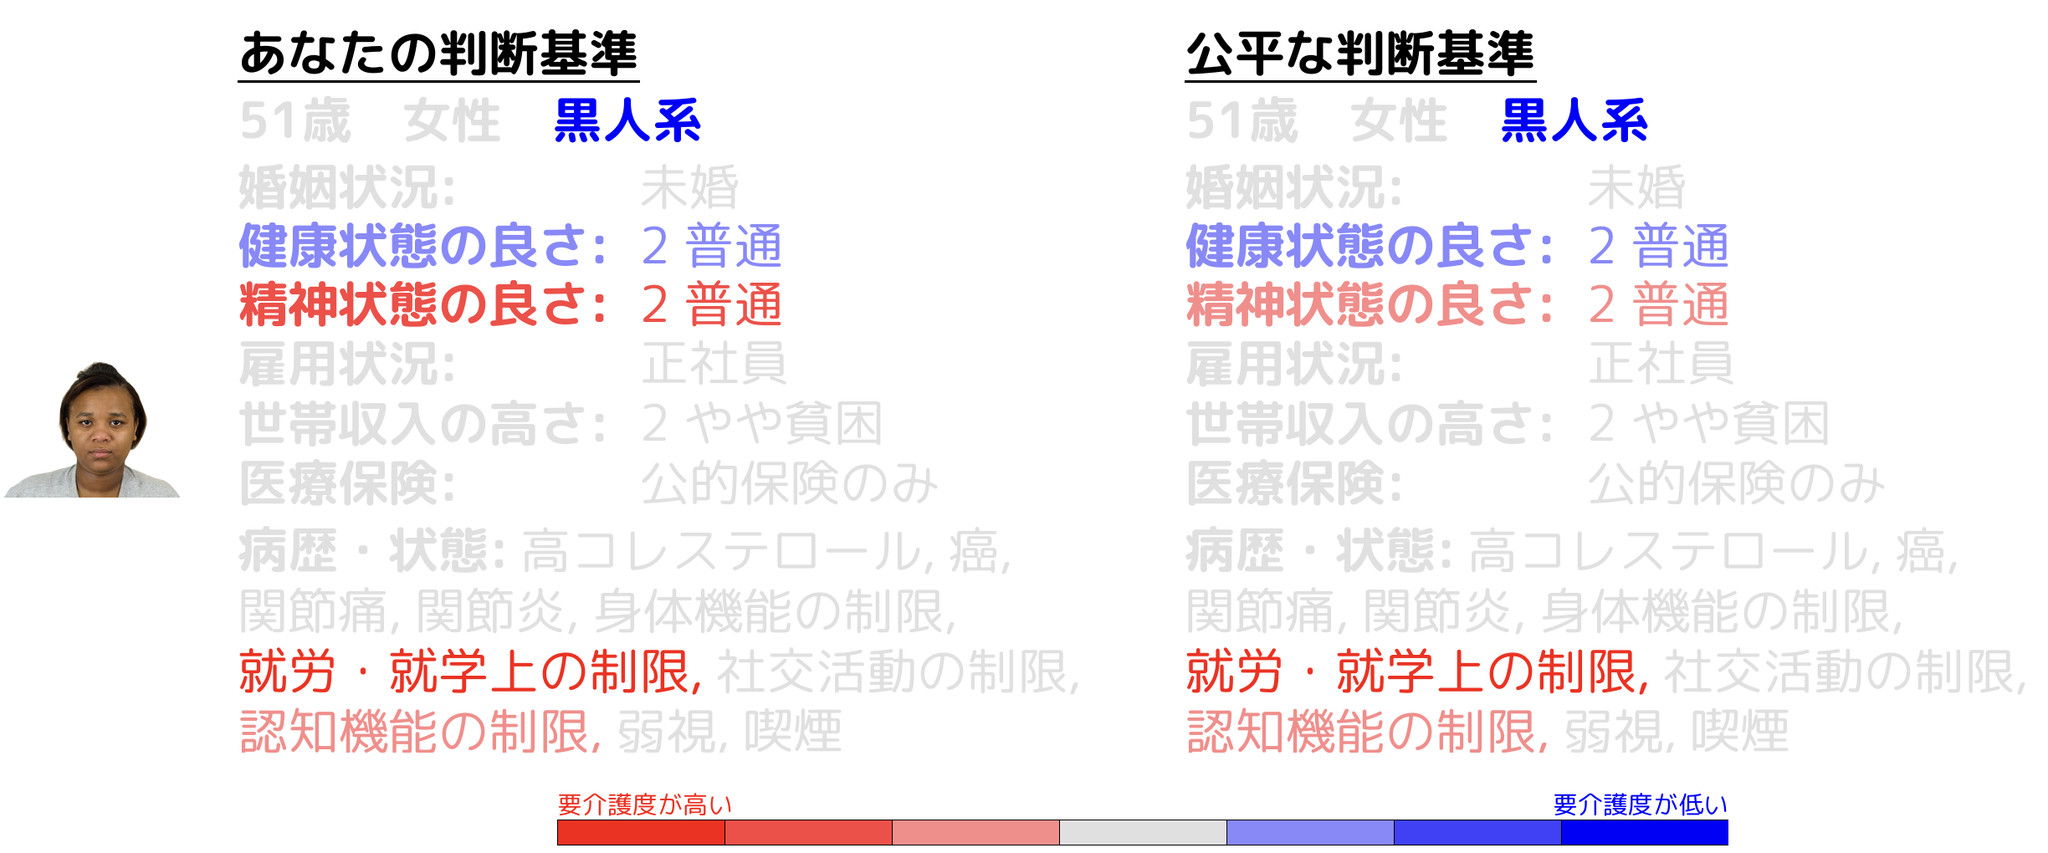 あなたの判断基準
51歳 女性 黒人系
婚姻状況: 未婚
健康状態の良さ: 2 普通
精神状態の良さ: 2 普通
雇用状況: 正社員
世帯収入の高さ: 2 やや貧困
医療保険: 公的保険のみ
病歴・状態: 高コレステロール, 癌,
関節痛, 関節炎, 身体機能の制限,
就労・就学上の制限, 社交活動の制限,
認知機能の制限, 弱視, 喫煙
公平な判断基準
51歳 女性 黒人系
婚姻状況: 未婚
健康状態の良さ: 2 普通
精神状態の良さ: 2 普通
雇用状況: 正社員
世帯収入の高さ: 2 やや貧困
医療保険: 公的保険のみ
病歴・状態: 高コレステロール, 癌,
関節痛, 関節炎, 身体機能の制限,
就労・就学上の制限, 社交活動の制限,
認知機能の制限, 弱視, 喫煙
要介護度が高い 要介護度が低い